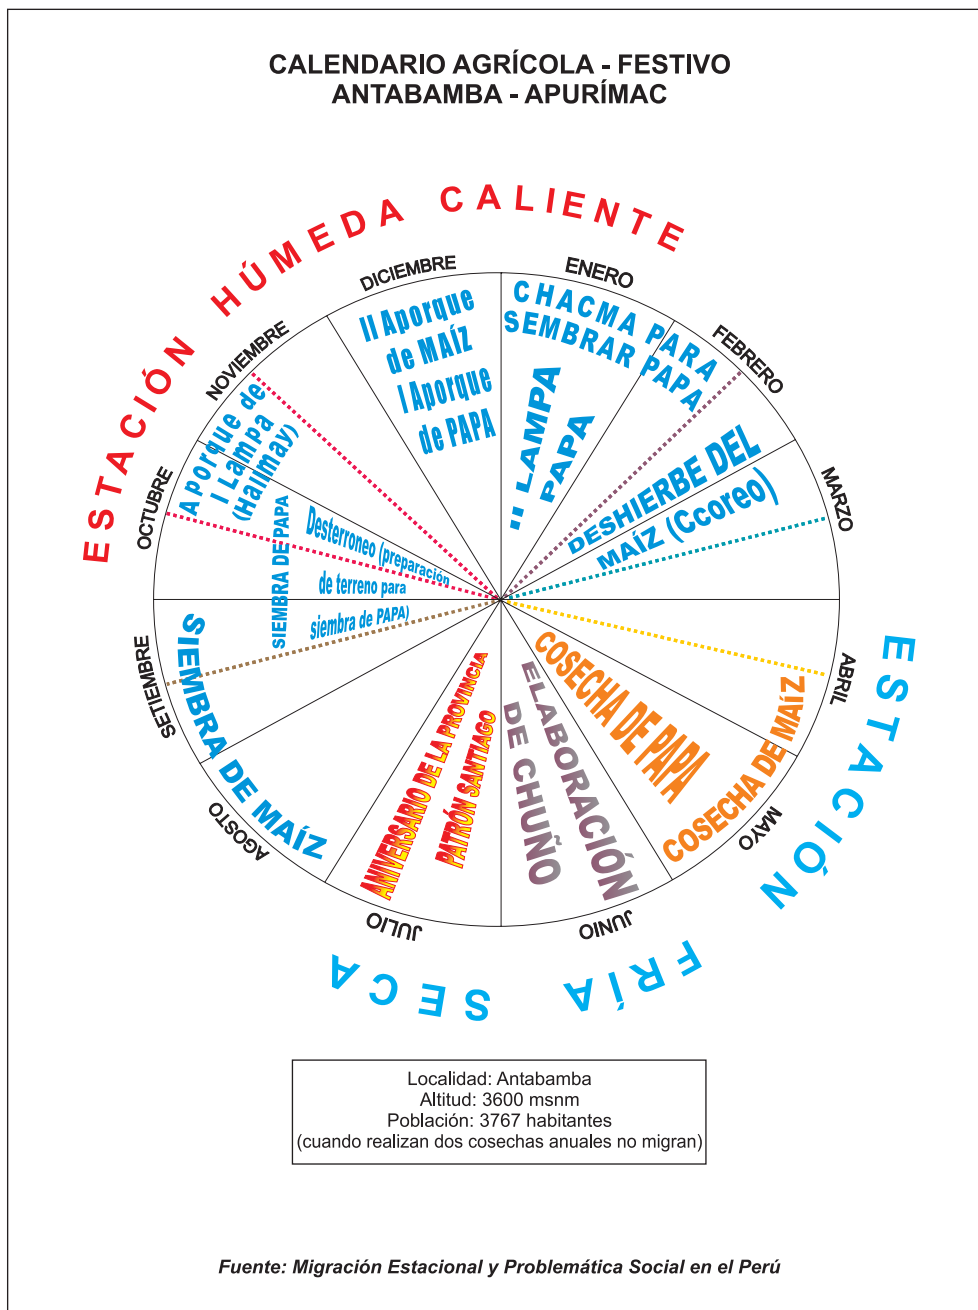 CALENDARIO AGRÍCOLA - FESTIVO
ANTABAMBA - APURÍMAC
ESTACIÓN HÚMEDA CALIENTE
ENERO
FEBRERO
MARZO
ABRIL
MAYO
JUNIO
JULIO
AGOSTO
SETIEMBRE
OCTUBRE
NOVIEMBRE
DICIEMBRE
CHACMA PARA
SEMBRAR PAPA
II LAMPA
PAPA
DESHIERBE DEL
MAÍZ (Ccoreo)
COSECHA DE MAÍZ
COSECHA DE PAPA
ELABORACIÓN
DE CHUÑO
ANIVERSARIO DE LA PROVINCIA
PATRÓN SANTIAGO
SIEMBRA DE MAÍZ
SIEMBRA DE PAPA
Desterroneo (preparación
de terreno para
siembra de PAPA)
Aporque de
I Lampa
(Hallmay)
II Aporque
de MAÍZ
I Aporque
de PAPA
ESTACIÓN FRÍA SECA
Localidad: Antabamba
Altitud: 3600 msnm
Población: 3767 habitantes
(cuando realizan dos cosechas anuales no migran)
Fuente: Migración Estacional y Problemática Social en el Perú